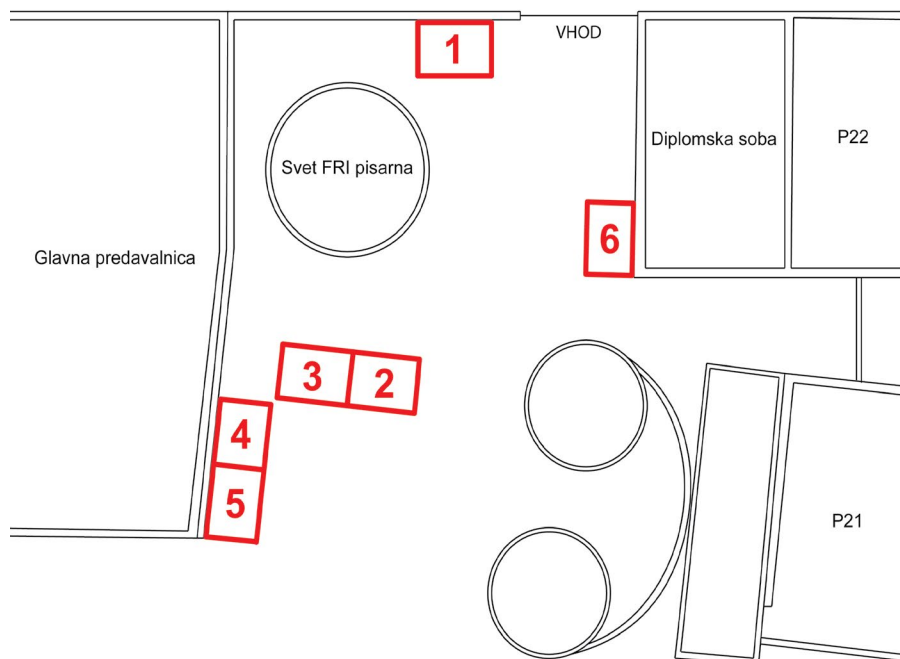 VHOD
1
Diplomska soba
P22
Svet FRI pisarna
6
Glavna predavalnica
3
2
4
5
P21